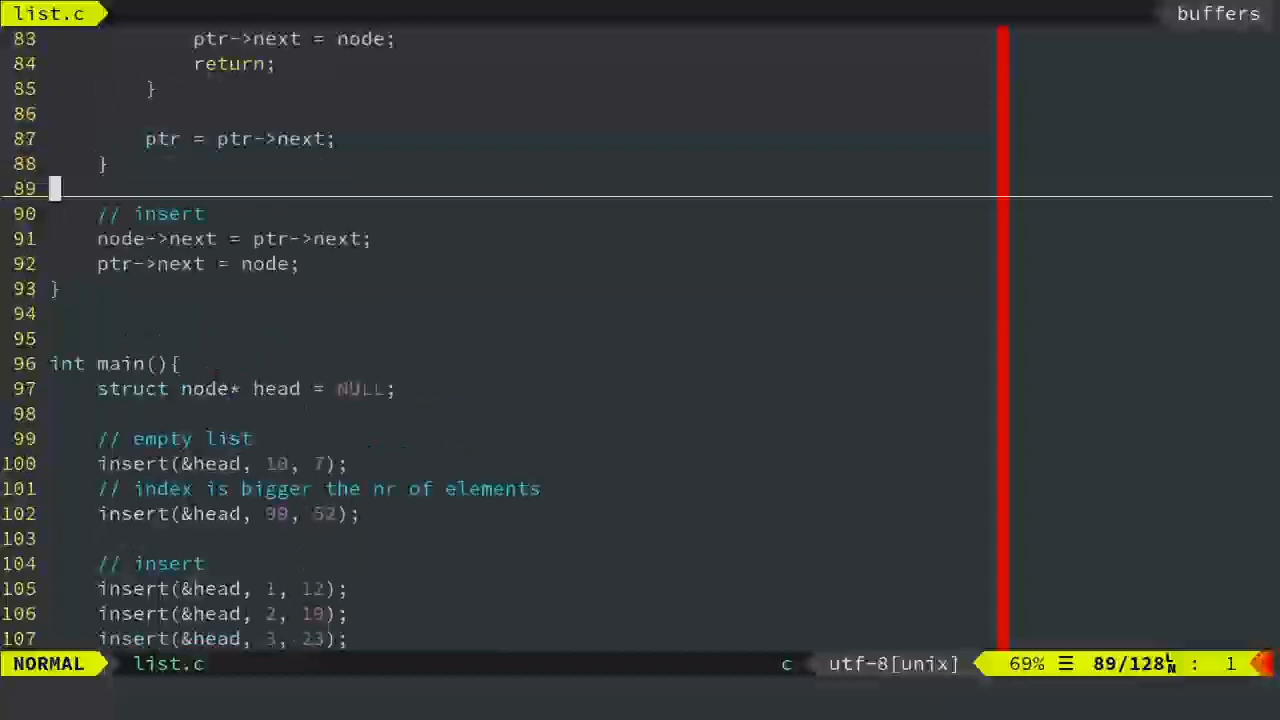 list.c buffers
83 ptr->next = node;
84 return;
85 }
86
87 ptr = ptr->next;
88 }
89
90 // insert
91 node->next = ptr->next;
92 ptr->next = node;
93 }
94
95
96 int main(){
97 struct node* head = NULL;
98
99 // empty list
100 insert(&head, 10, 7);
101 // index is bigger the nr of elements
102 insert(&head, 99, 52);
103
104 // insert
105 insert(&head, 1, 12);
106 insert(&head, 2, 19);
107 insert(&head, 3, 23);
NORMAL list.c c utf-8[unix] 69% ☰ 89/128 : 1